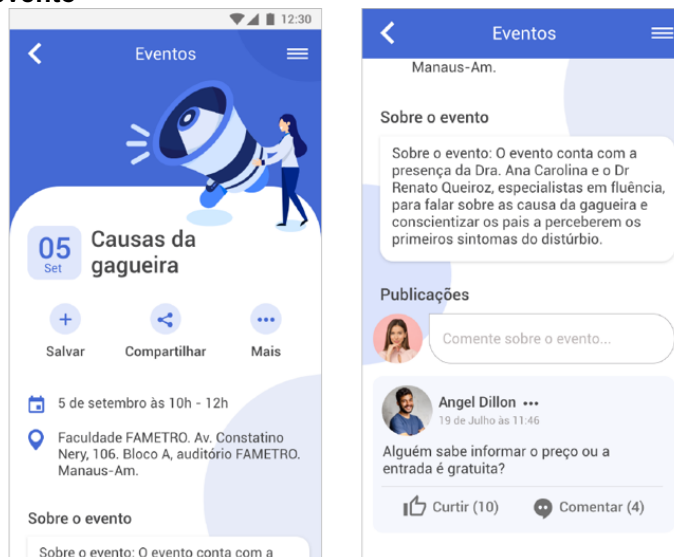 evento
12:30
Eventos
05
Set
Causas da
gagueira
Salvar
Compartilhar
Mais
5 de setembro às 10h - 12h
Faculdade FAMETRO. Av. Constatino
Nery, 106. Bloco A, auditório FAMETRO.
Manaus-Am.
Sobre o evento
Sobre o evento: O evento conta com a
Eventos
Manaus-Am.
Sobre o evento
Sobre o evento: O evento conta com a
presença da Dra. Ana Carolina e o Dr
Renato Queiroz, especialistas em fluência,
para falar sobre as causa da gagueira e
conscientizar os pais a perceberem os
primeiros sintomas do distúrbio.
Publicações
Comente sobre o evento...
Angel Dillon
19 de Julho às 11:46
Alguém sabe informar o preço ou a
entrada é gratuita?
Curtir (10)
Comentar (4)